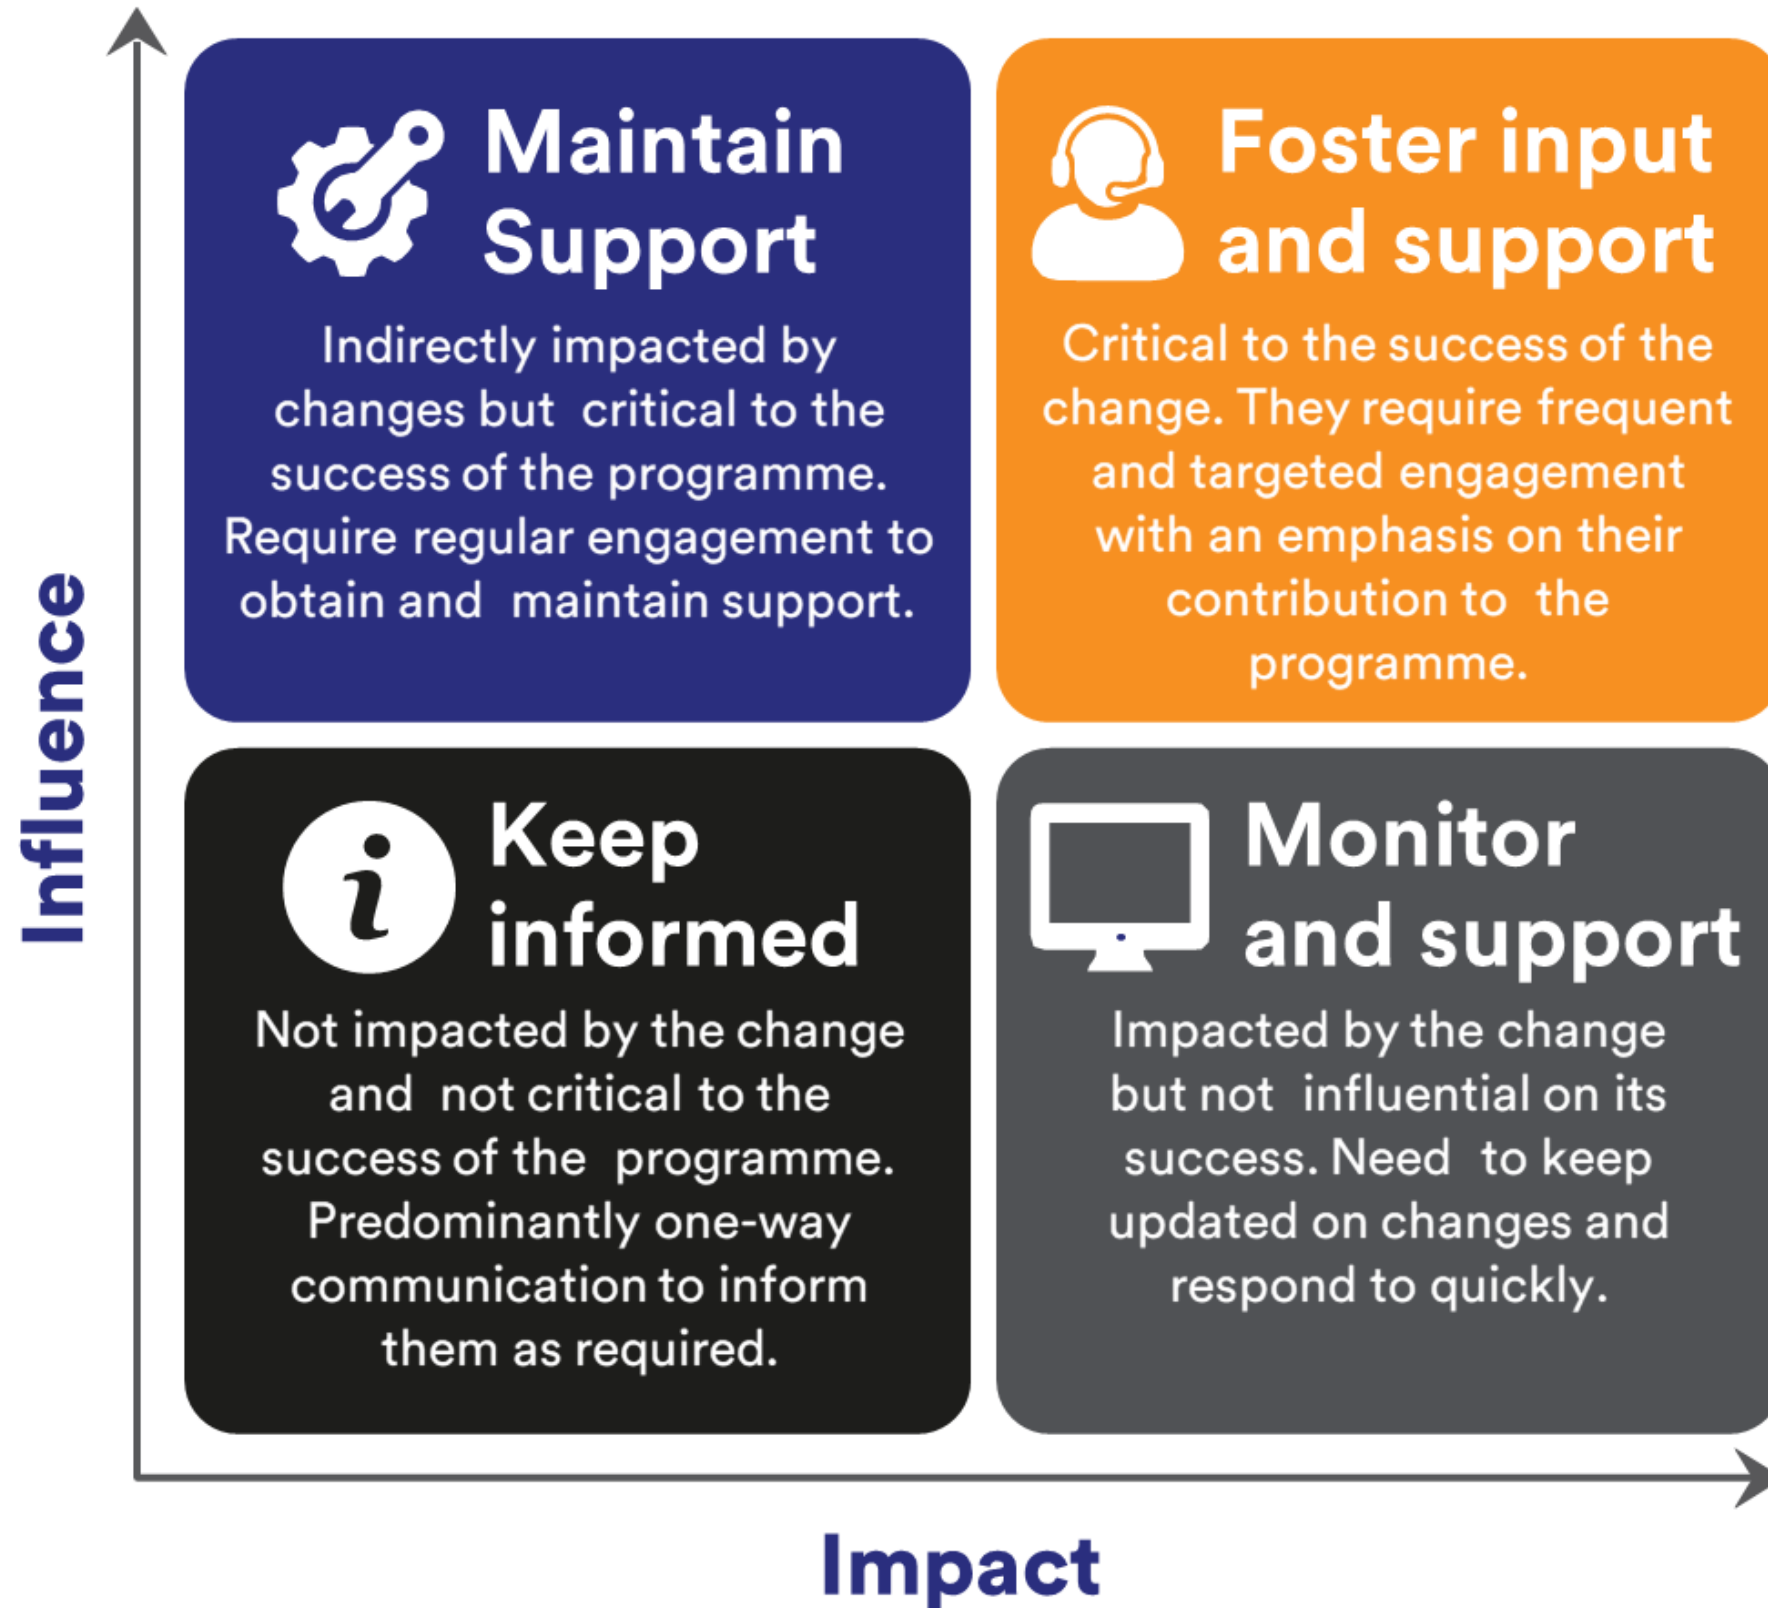 Influence
Maintain
Support
Indirectly impacted by
changes but critical to the
success of the programme.
Require regular engagement to
obtain and maintain support.
Foster input
and support
Critical to the success of the
change. They require frequent
and targeted engagement
with an emphasis on their
contribution to the
programme.
Keep
informed
Not impacted by the change
and not critical to the
success of the programme.
Predominantly one-way
communication to inform
them as required.
Monitor
and support
Impacted by the change
but not influential on its
success. Need to keep
updated on changes and
respond to quickly.
Impact